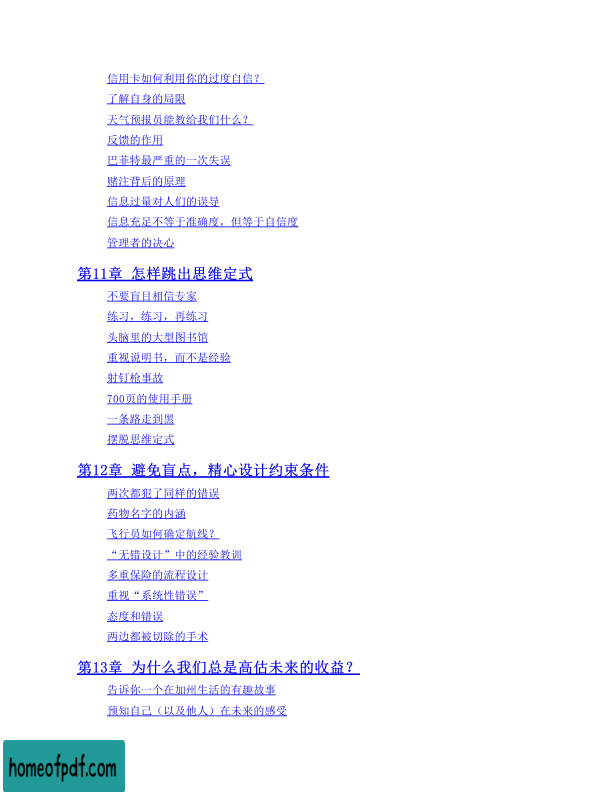 信用卡如何利用你的过度自信？
了解自身的局限
天气预报员能教给我们什么？
反馈的作用
巴菲特最严重的一次失误
赌注背后的原理
信息过量对人们的误导
信息充足不等于准确度，但等于自信度
管理者的决心
第11章 怎样跳出思维定式
不要盲目相信专家
练习，练习，再练习
头脑里的大型图书馆
重视说明书，而不是经验
射钉枪事故
700页的使用手册
一条路走到黑
摆脱思维定式
第12章 避免盲点，精心设计约束条件
两次都犯了同样的错误
药物名字的内涵
飞行员如何确定航线？
“无错设计”中的经验教训
多重保险的流程设计
重视“系统性错误”
态度和错误
两边都被切除的手术
第13章 为什么我们总是高估未来的收益？
告诉你一个在加州生活的有趣故事
预知自己（以及他人）在未来的感受
homeofpdf.com